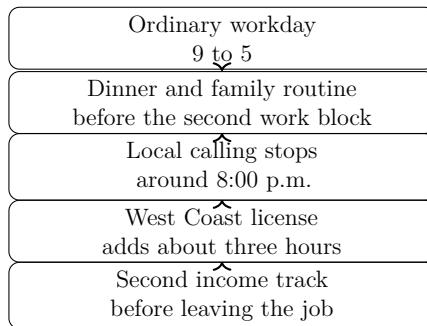 Ordinary workday
9 to 5
Dinner and family routine
before the second work block
Local calling stops
around 8:00 p.m.
West Coast license
adds about three hours
Second income track
before leaving the job